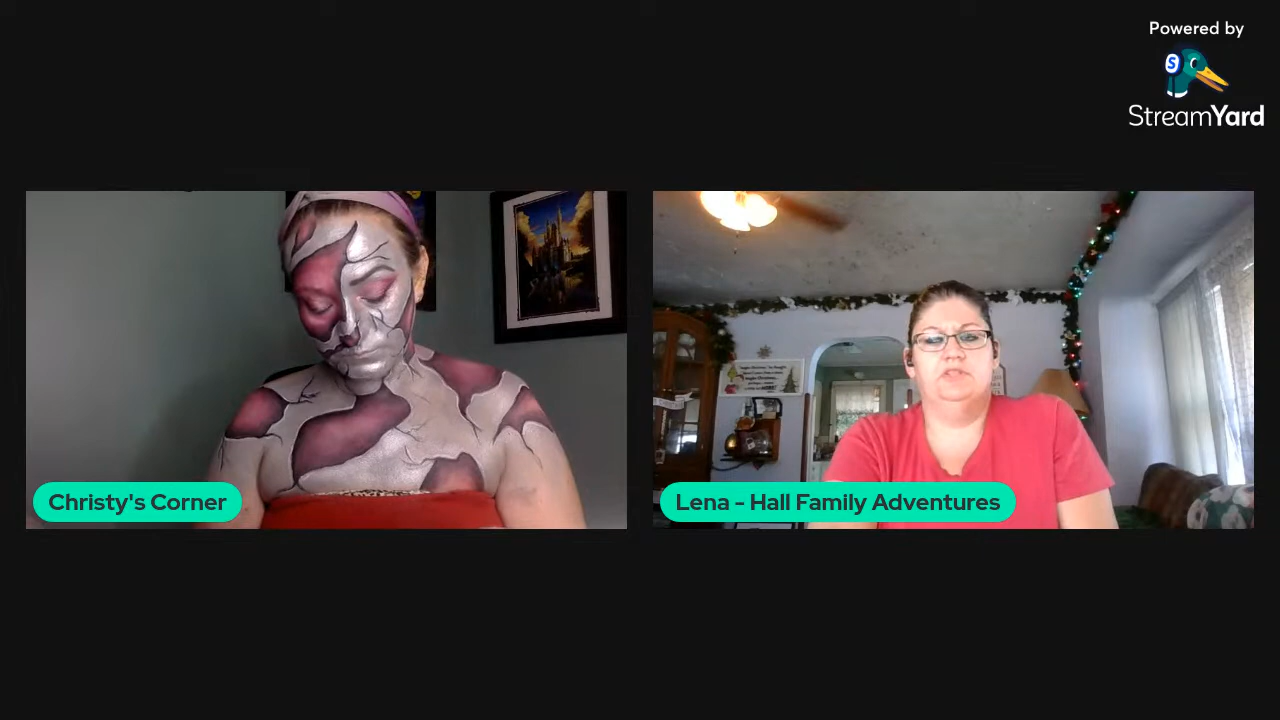 Powered by
S
StreamYard
Christy's Corner
Lena - Hall Family Adventures